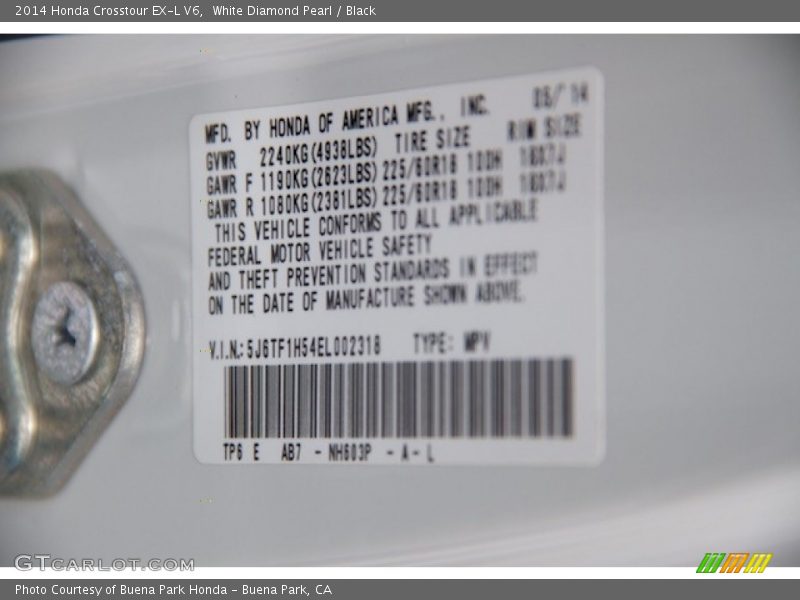 2014 Honda Crosstour EX-L V6,  White Diamond Pearl / Black
MFD. BY HONDA OF AMERICA MFG., INC. 05/14
GVWR 2240KG(4938LBS) TIRE SIZE RIM SIZE
GAWR F 1190KG(2623LBS) 225/60R18 100H 18X7J
GAWR R 1080KG(2381LBS) 225/60R18 100H 18X7J
THIS VEHICLE CONFORMS TO ALL APPLICABLE
FEDERAL MOTOR VEHICLE SAFETY
AND THEFT PREVENTION STANDARDS IN EFFECT
ON THE DATE OF MANUFACTURE SHOWN ABOVE.
V.I.N.: 5J6TF1H54EL002318 TYPE: MPV
TP6 E AB7 - NH603P - A - L
GTCARLOT.COM
Photo Courtesy of Buena Park Honda - Buena Park, CA